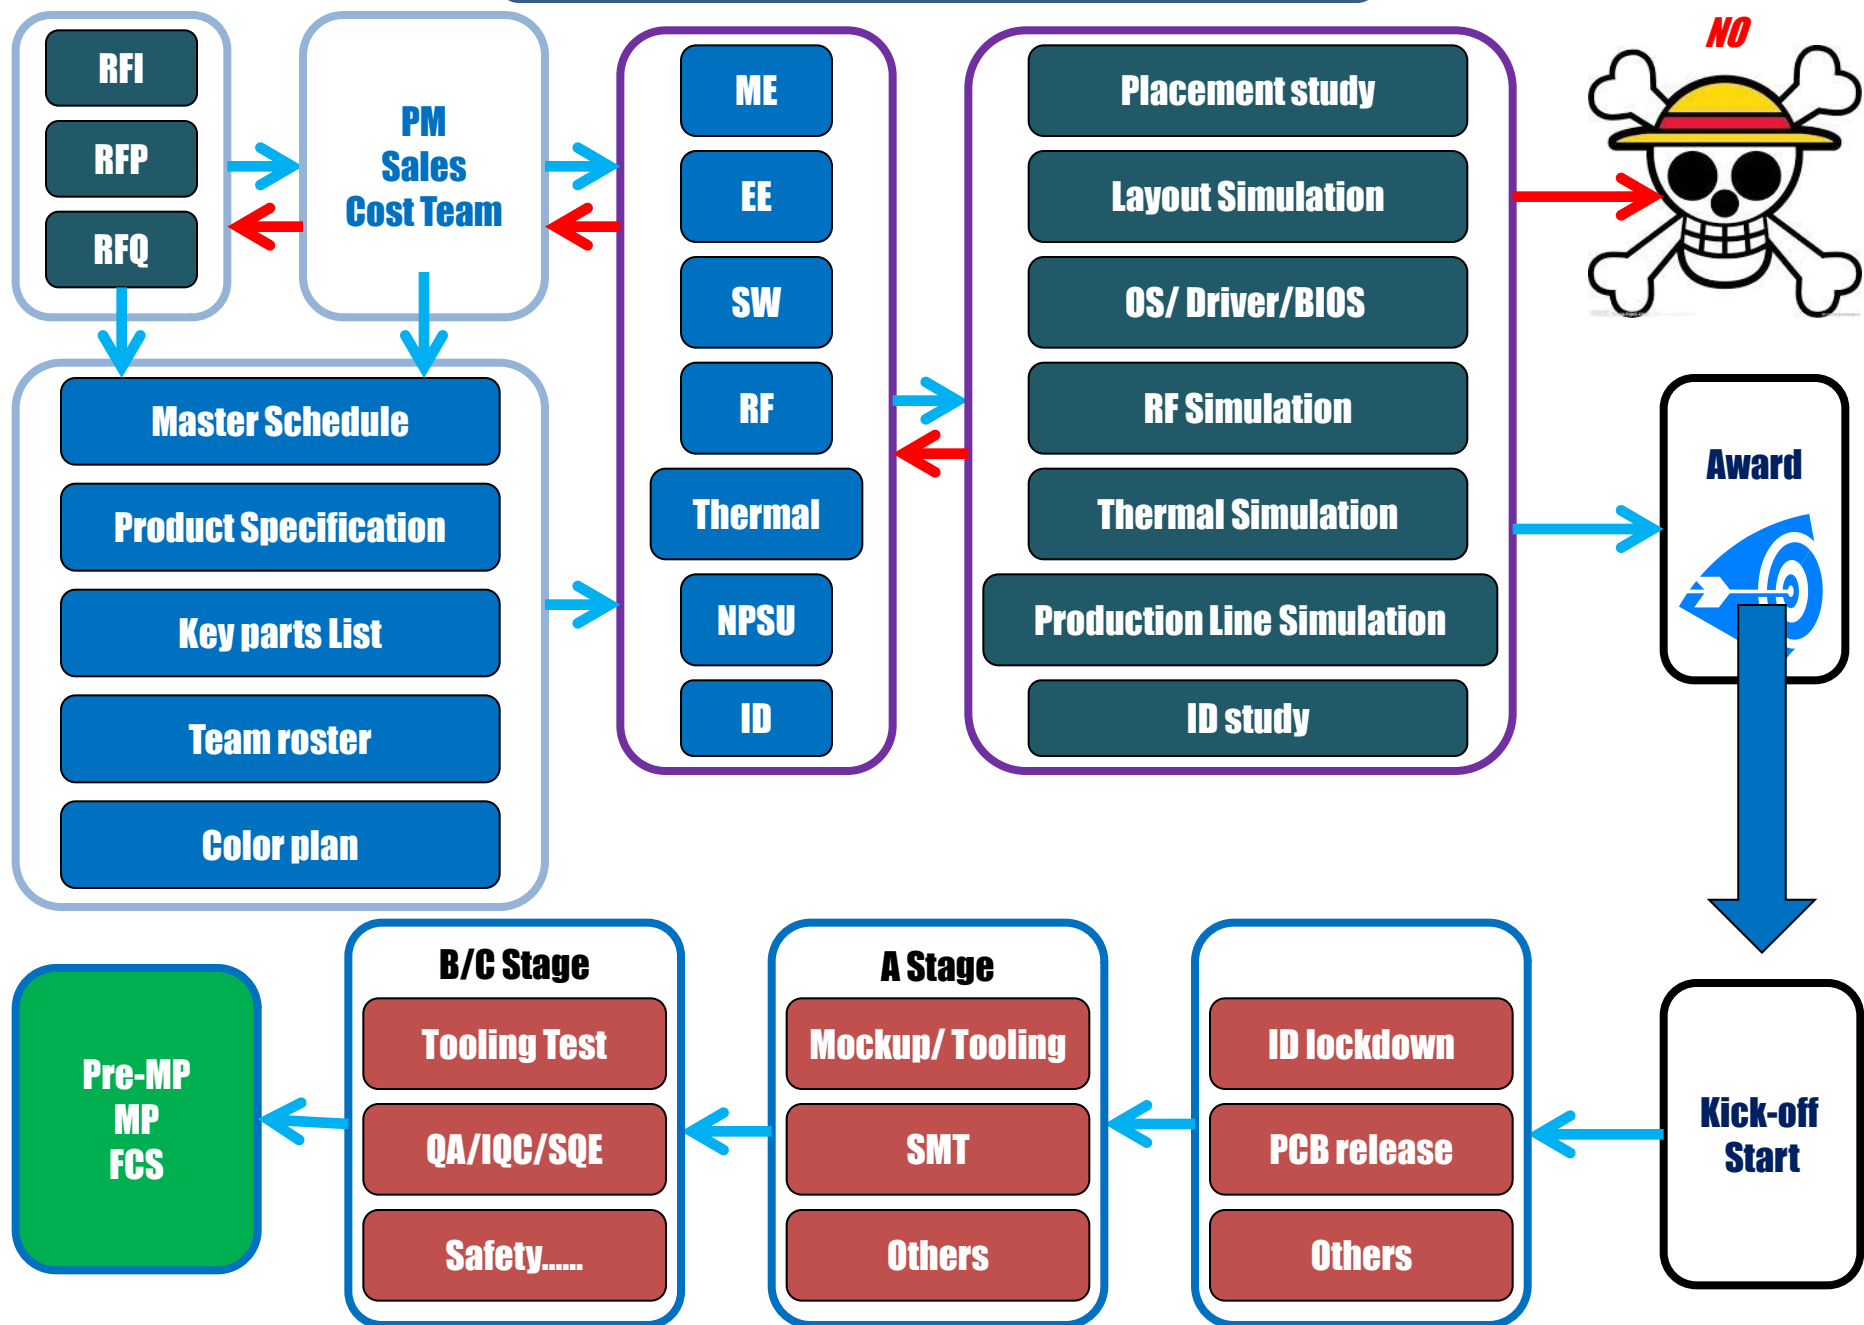 RFI
RFP
RFQ
PM
Sales
Cost Team
Master Schedule
Product Specification
Key parts List
Team roster
Color plan
ME
EE
SW
RF
Thermal
NPSU
ID
Placement study
Layout Simulation
OS/ Driver/BIOS
RF Simulation
Thermal Simulation
Production Line Simulation
ID study
NO
Award
Kick-off
Start
ID lockdown
PCB release
Others
A Stage
Mockup/ Tooling
SMT
Others
B/C Stage
Tooling Test
QA/IQC/SQE
Safety......
Pre-MP
MP
FCS